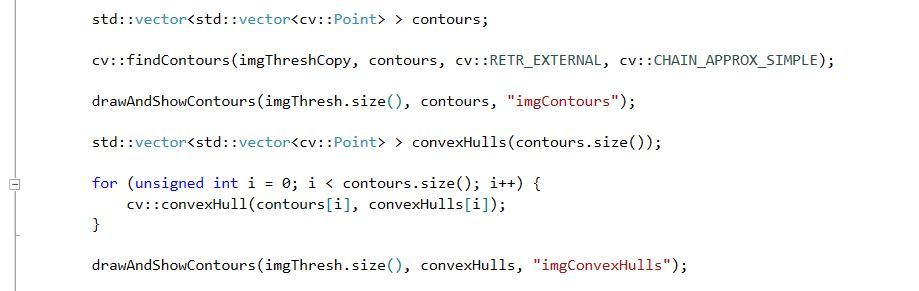 std::vector<std::vector<cv::Point> > contours;
cv::findContours(imgThreshCopy, contours, cv::RETR_EXTERNAL, cv::CHAIN_APPROX_SIMPLE);
drawAndShowContours(imgThresh.size(), contours, "imgContours");
std::vector<std::vector<cv::Point> > convexHulls(contours.size());
for (unsigned int i = 0; i < contours.size(); i++) {
    cv::convexHull(contours[i], convexHulls[i]);
}
drawAndShowContours(imgThresh.size(), convexHulls, "imgConvexHulls");